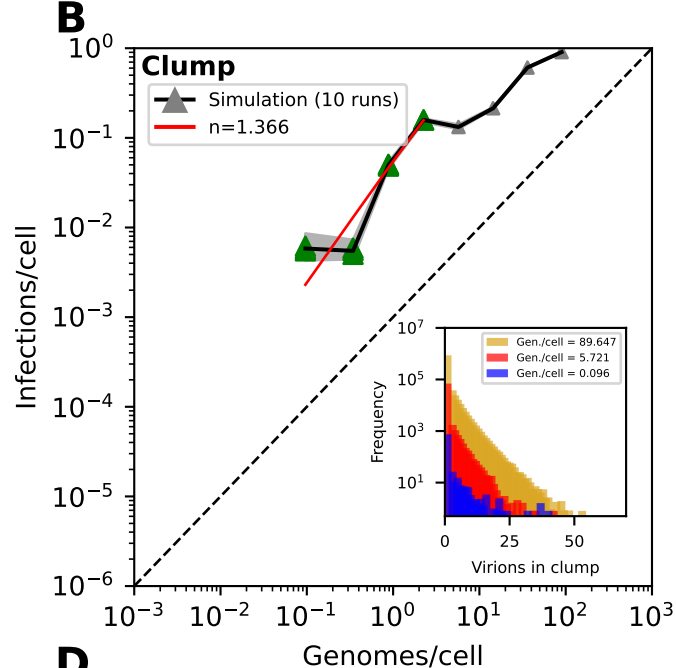 B
Clump
Simulation (10 runs)
n=1.366
Infections/cell
10^0
10^-1
10^-2
10^-3
10^-4
10^-5
10^-6
10^-3
10^-2
10^-1
10^0
10^1
10^2
10^3
Genomes/cell
Gen./cell = 89.647
Gen./cell = 5.721
Gen./cell = 0.096
Frequency
10^7
10^5
10^3
10^1
0
25
50
Virions in clump
D